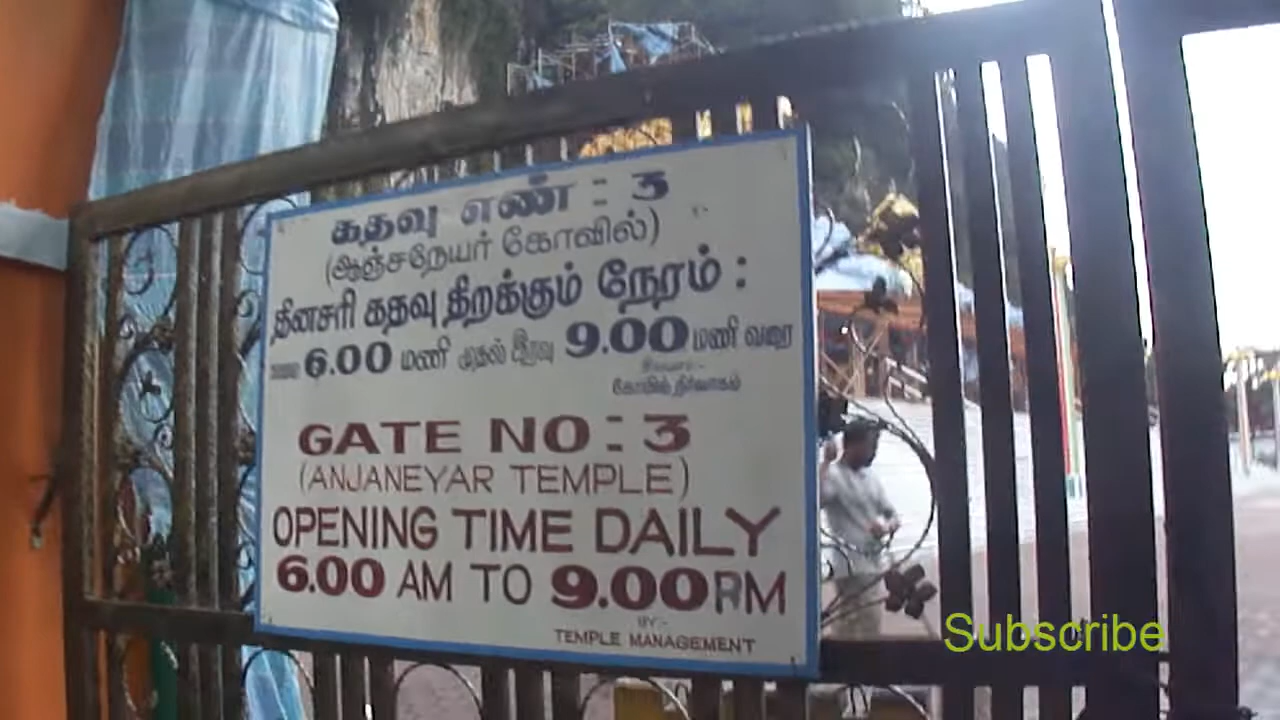 கதவு எண் : 3
(ஆஞ்சநேயர் கோவில்)
தினசரி கதவு திறக்கும் நேரம் :
6.00 மணி முதல் இரவு 9.00 மணி வரை
கோவில் நிர்வாகம்
GATE NO : 3
(ANJANEYAR TEMPLE)
OPENING TIME DAILY
6.00 AM TO 9.00 PM
BY:-
TEMPLE MANAGEMENT
Subscribe